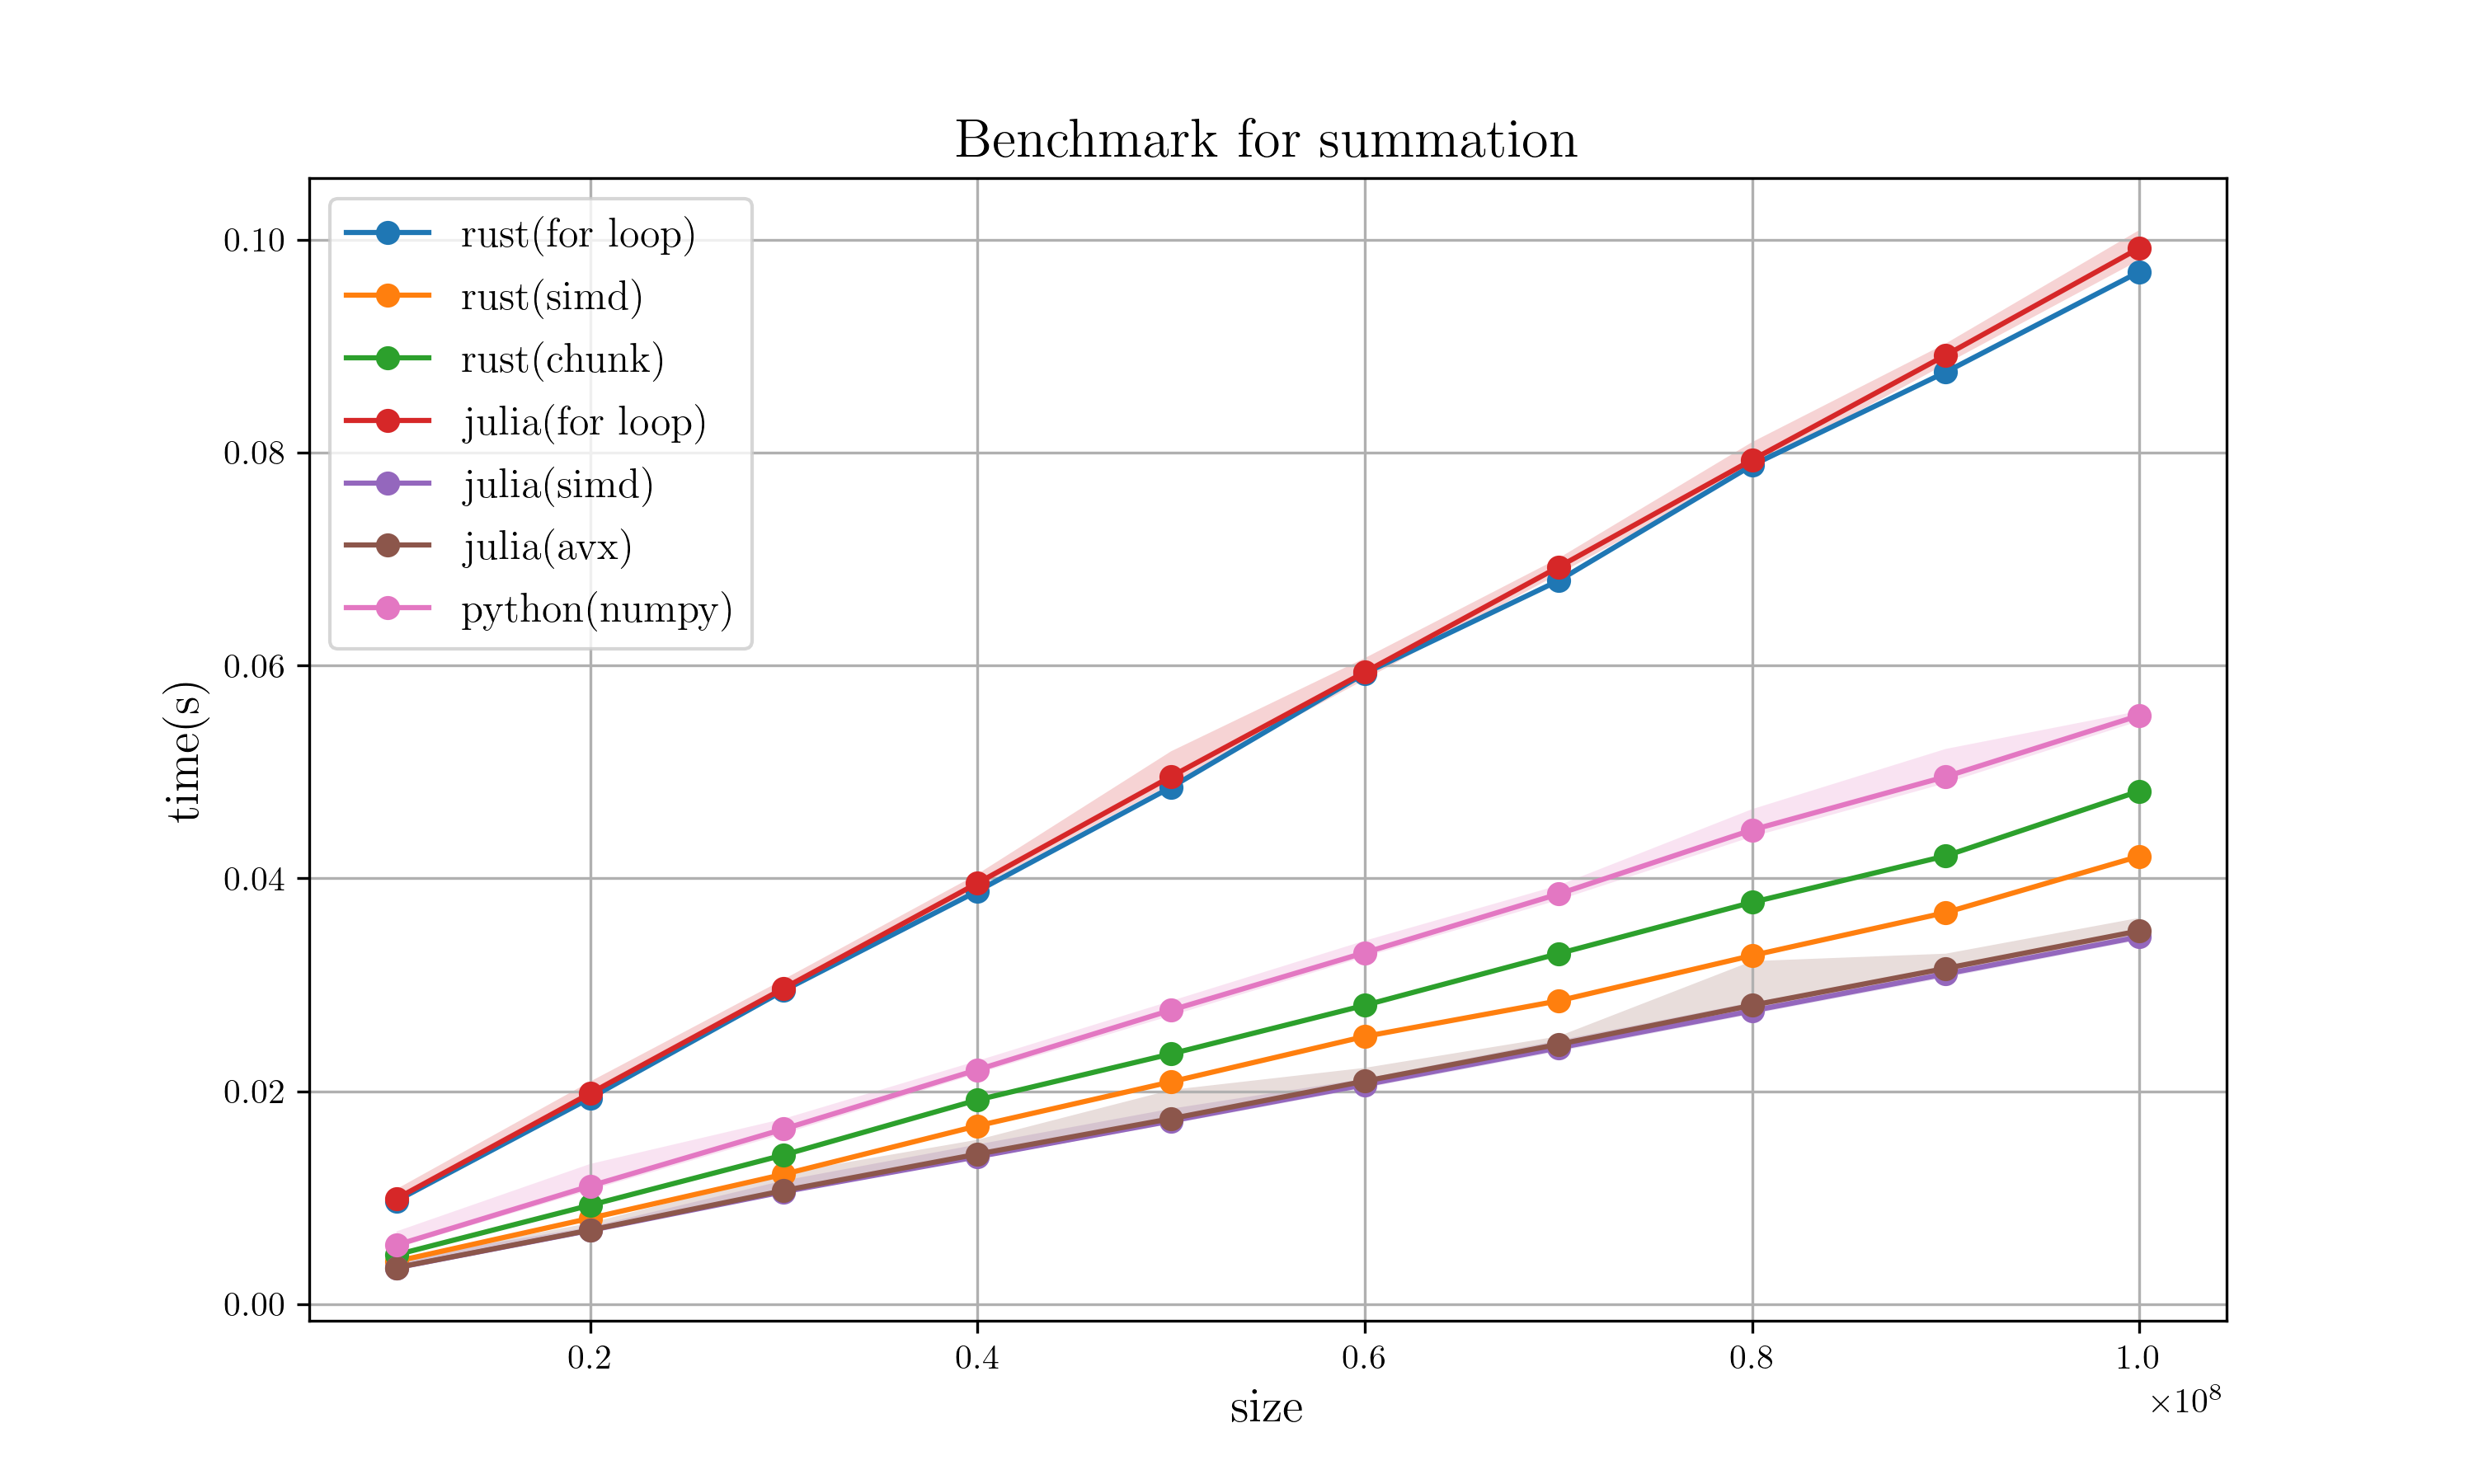 Benchmark for summation
rust(for loop)
rust(simd)
rust(chunk)
julia(for loop)
julia(simd)
julia(avx)
python(numpy)
time(s)
0.10
0.08
0.06
0.04
0.02
0.00
0.2 0.4 0.6 0.8 1.0
×10⁸
size